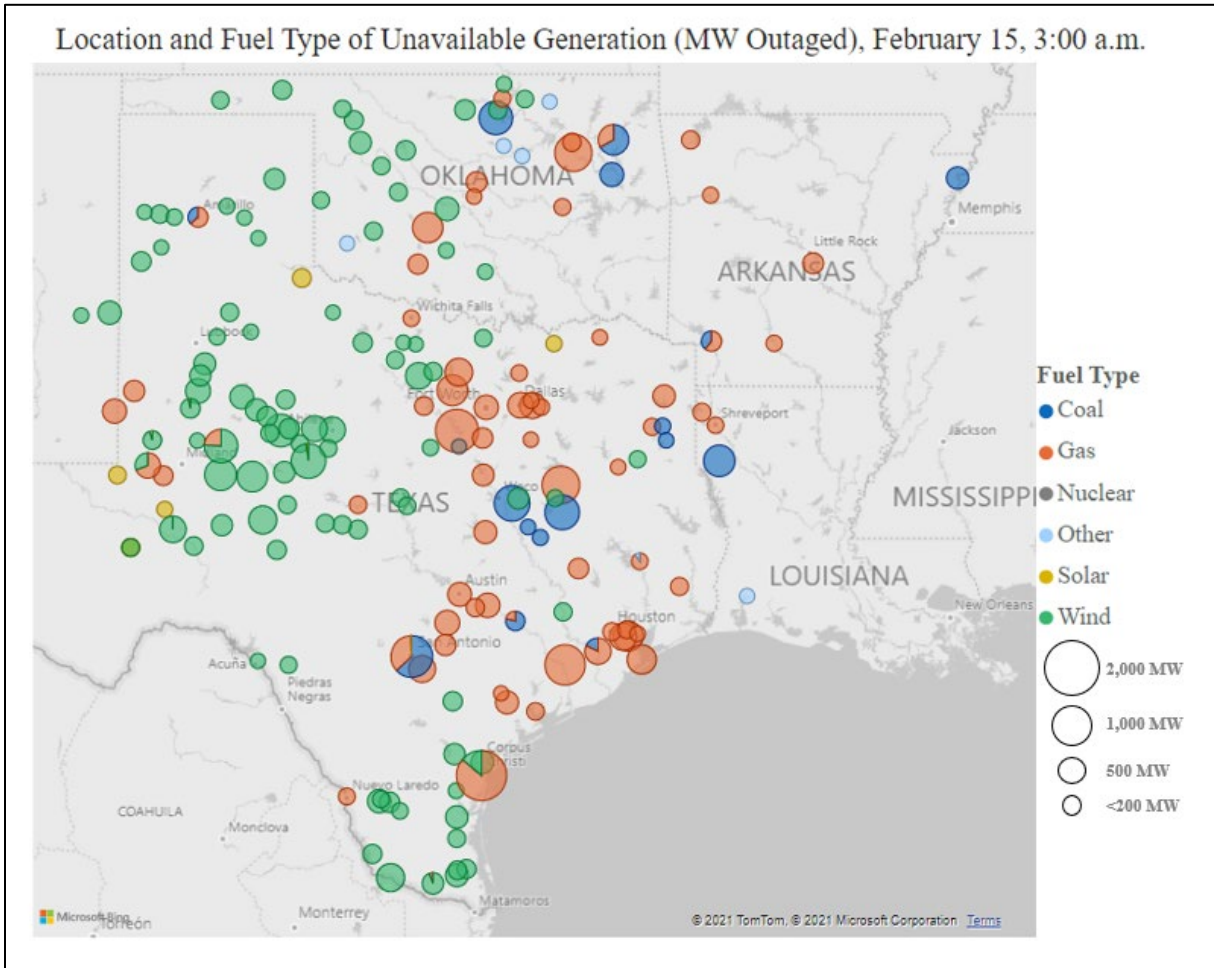 Location and Fuel Type of Unavailable Generation (MW Outaged), February 15, 3:00 a.m.
OKLAHOMA
Amarillo
Memphis
Little Rock
ARKANSAS
Wichita Falls
Lubbock
Fort Worth
Dallas
Shreveport
Jackson
Midland
TEXAS
Waco
MISSISSIPPI
Austin
LOUISIANA
Houston
New Orleans
San Antonio
Acuña
Piedras
Negras
Corpus
Christi
Nuevo Laredo
COAHUILA
Monclova
Matamoros
Monterrey
Torreón
Microsoft Bing
© 2021 TomTom, © 2021 Microsoft Corporation Terms
Fuel Type
Coal
Gas
Nuclear
Other
Solar
Wind
2,000 MW
1,000 MW
500 MW
<200 MW